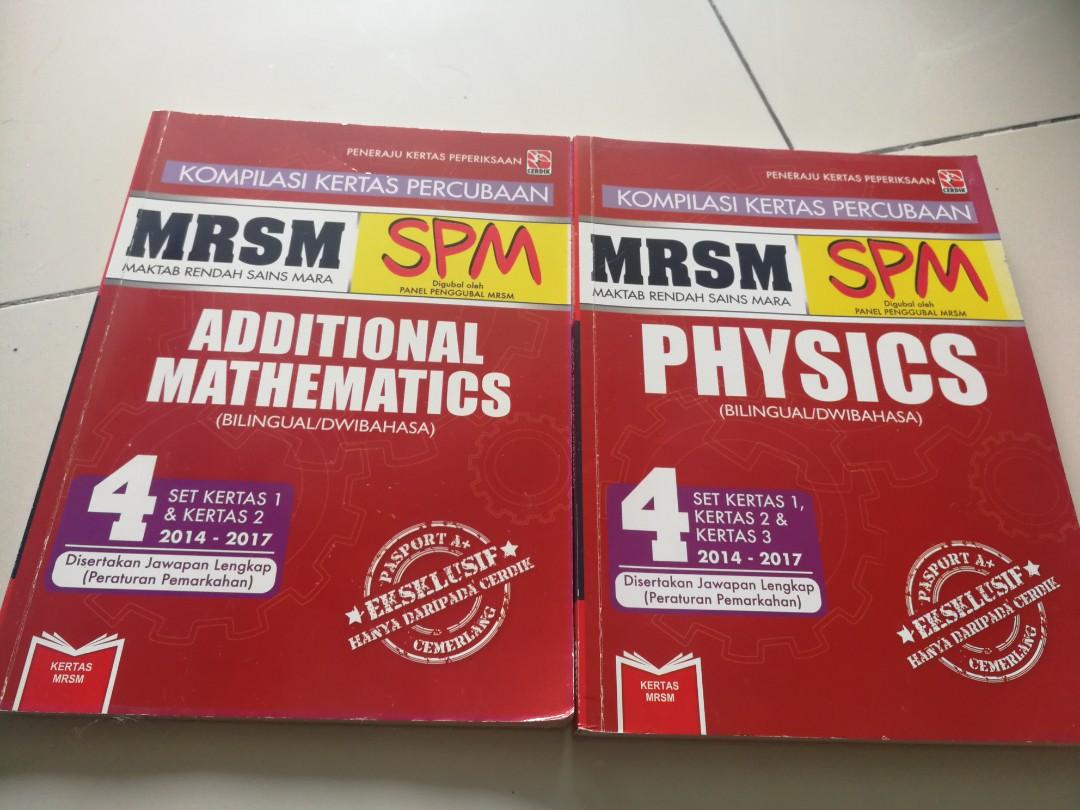 PENERAJU KERTAS PEPERIKSAAN
CERDIK
KOMPILASI KERTAS PERCUBAAN
MRSM
MAKTAB RENDAH SAINS MARA
SPM
Digubal oleh
PANEL PENGGUBAL MRSM
ADDITIONAL
MATHEMATICS
(BILINGUAL/DWIBAHASA)
4
SET KERTAS 1
& KERTAS 2
2014 - 2017
Disertakan Jawapan Lengkap
(Peraturan Pemarkahan)
PASPORT A+
EKSKLUSIF
HANYA DARIPADA CERDIK
CEMERLANG
KERTAS
MRSM
PENERAJU KERTAS PEPERIKSAAN
CERDIK
KOMPILASI KERTAS PERCUBAAN
MRSM
MAKTAB RENDAH SAINS MARA
SPM
Digubal oleh
PANEL PENGGUBAL MRSM
PHYSICS
(BILINGUAL/DWIBAHASA)
4
SET KERTAS 1,
KERTAS 2 &
KERTAS 3
2014 - 2017
Disertakan Jawapan Lengkap
(Peraturan Pemarkahan)
PASPORT A+
EKSKLUSIF
HANYA DARIPADA CERDIK
CEMERLANG
KERTAS
MRSM